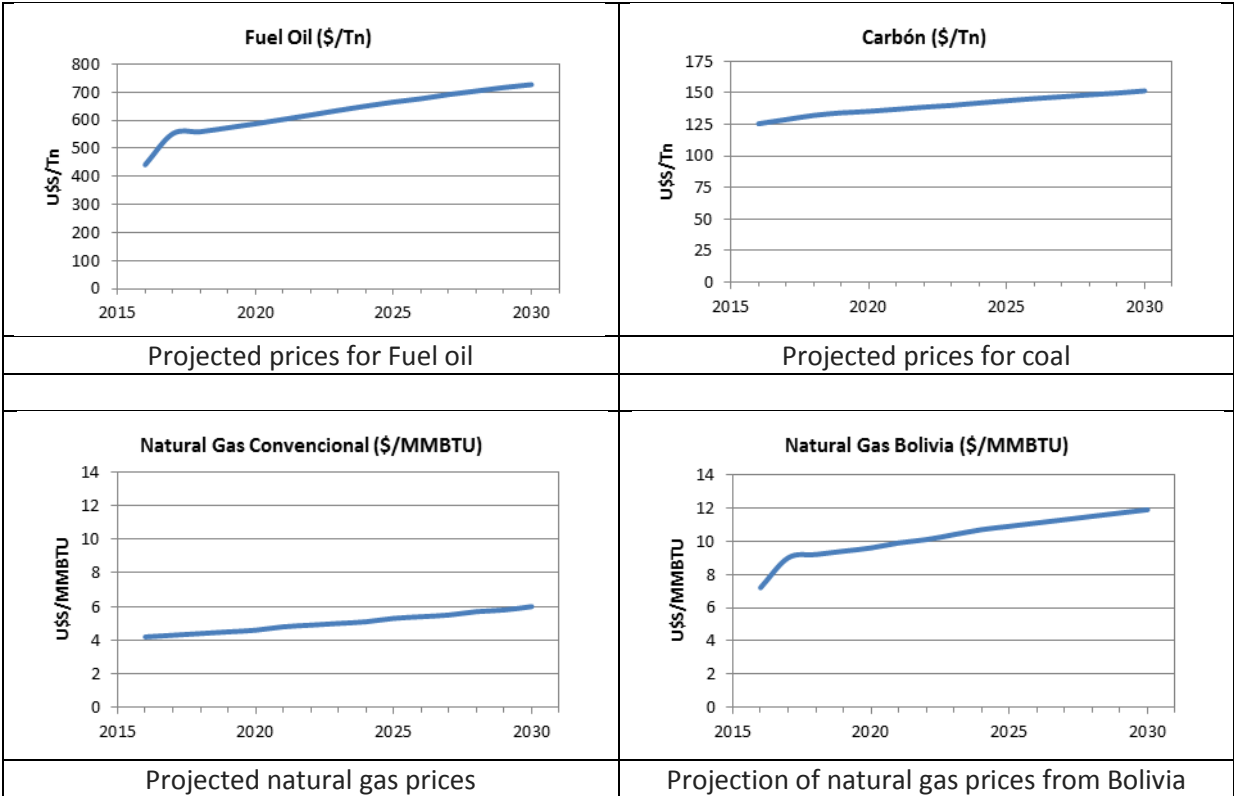 Fuel Oil ($/Tn)
800
700
600
500
400
300
200
100
0
U$S/Tn
2015 2020 2025 2030
Projected prices for Fuel oil
Carbón ($/Tn)
175
150
125
100
75
50
25
0
U$S/Tn
2015 2020 2025 2030
Projected prices for coal
Natural Gas Convencional ($/MMBTU)
14
12
10
8
6
4
2
0
U$S/MMBTU
2015 2020 2025 2030
Projected natural gas prices
Natural Gas Bolivia ($/MMBTU)
14
12
10
8
6
4
2
0
U$S/MMBTU
2015 2020 2025 2030
Projection of natural gas prices from Bolivia